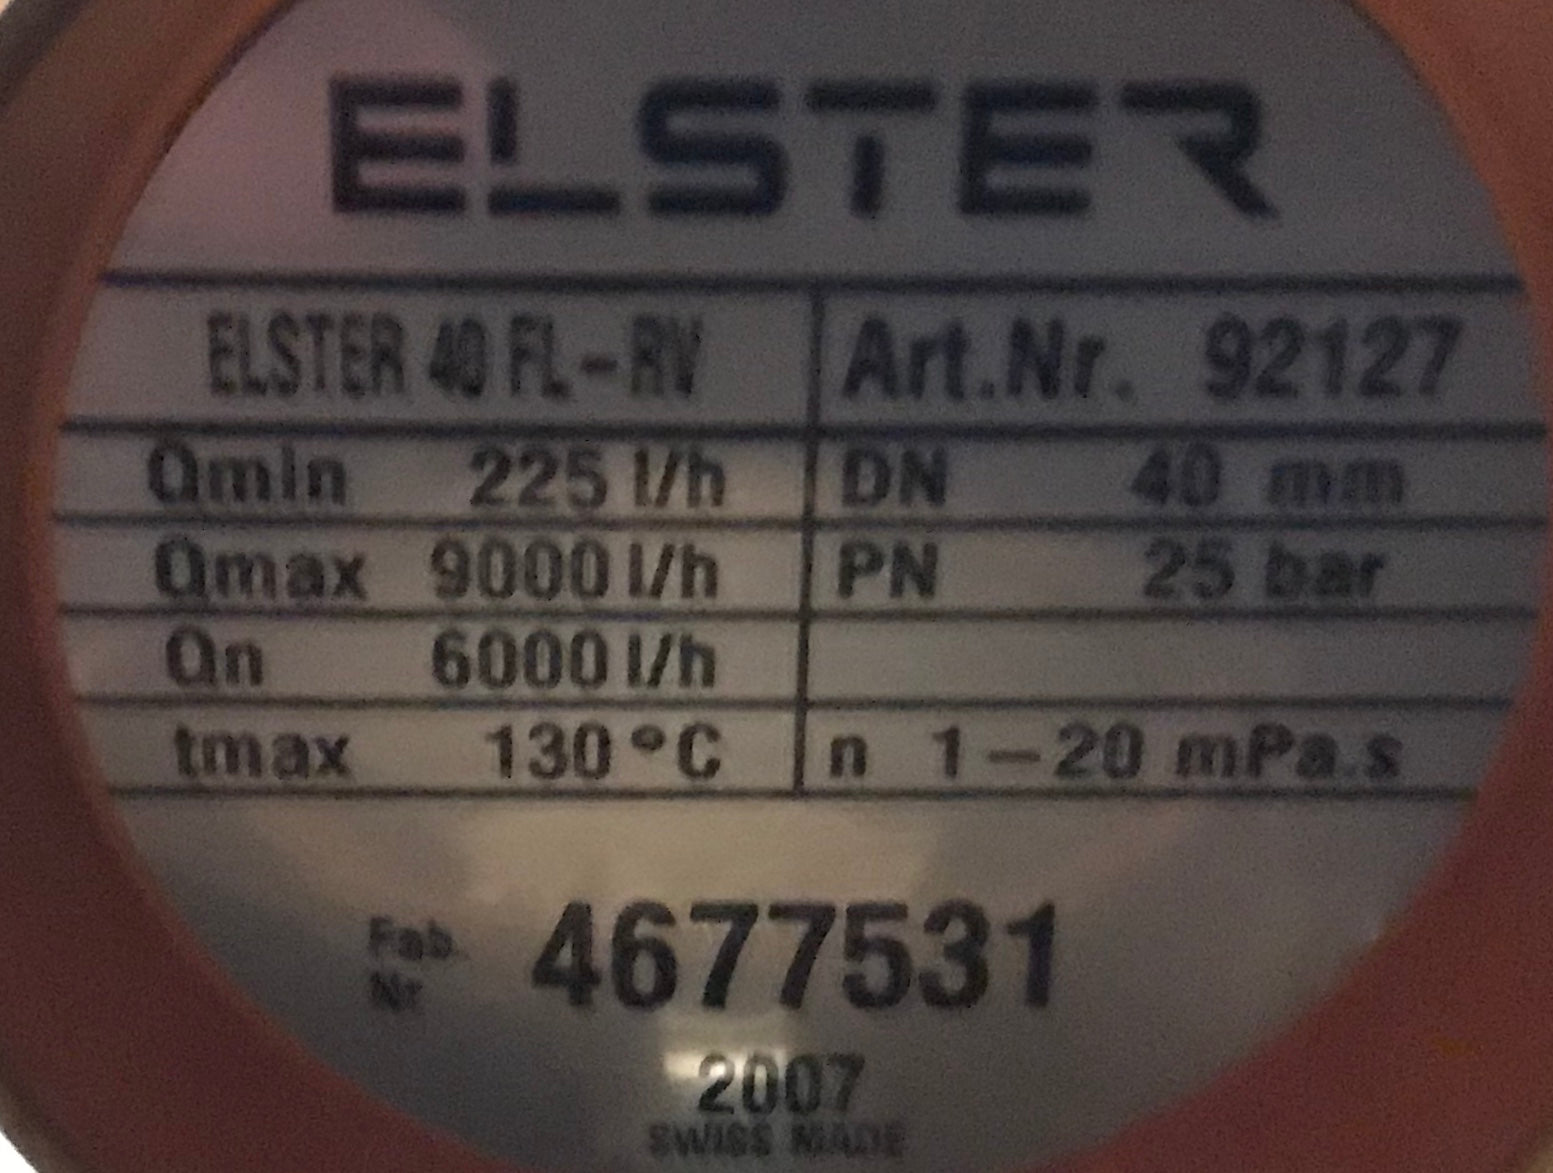 ELSTER
ELSTER 40 FL-RV Art.Nr. 92127
Qmin 225 l/h DN 40 mm
Qmax 9000 l/h PN 25 bar
Qn 6000 l/h
tmax 130 °C n 1-20 mPa.s
Fab. Nr 4677531
2007
SWISS MADE